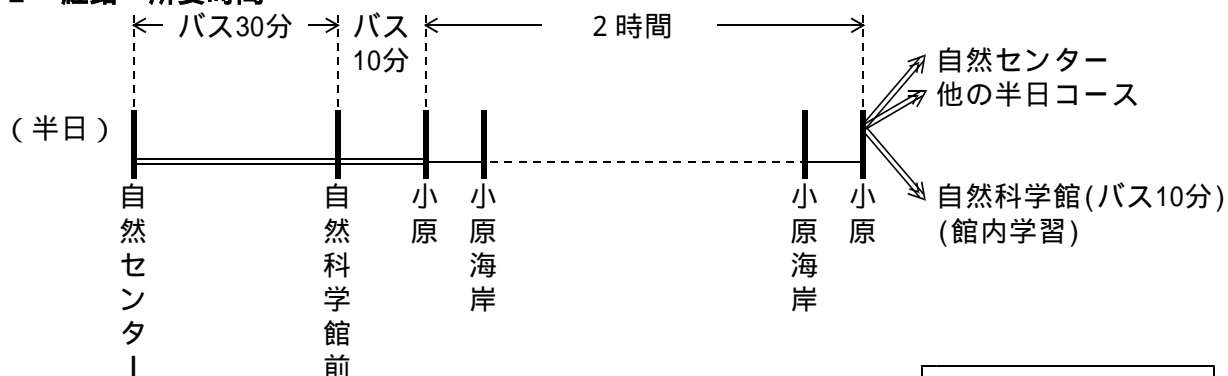 バス30分
バス
10分
2時間
自然センター
他の半日コース
(半日)
自然センター
自然科学館前
小原
小原海岸
小原海岸
小原
自然科学館(バス10分)
(館内学習)